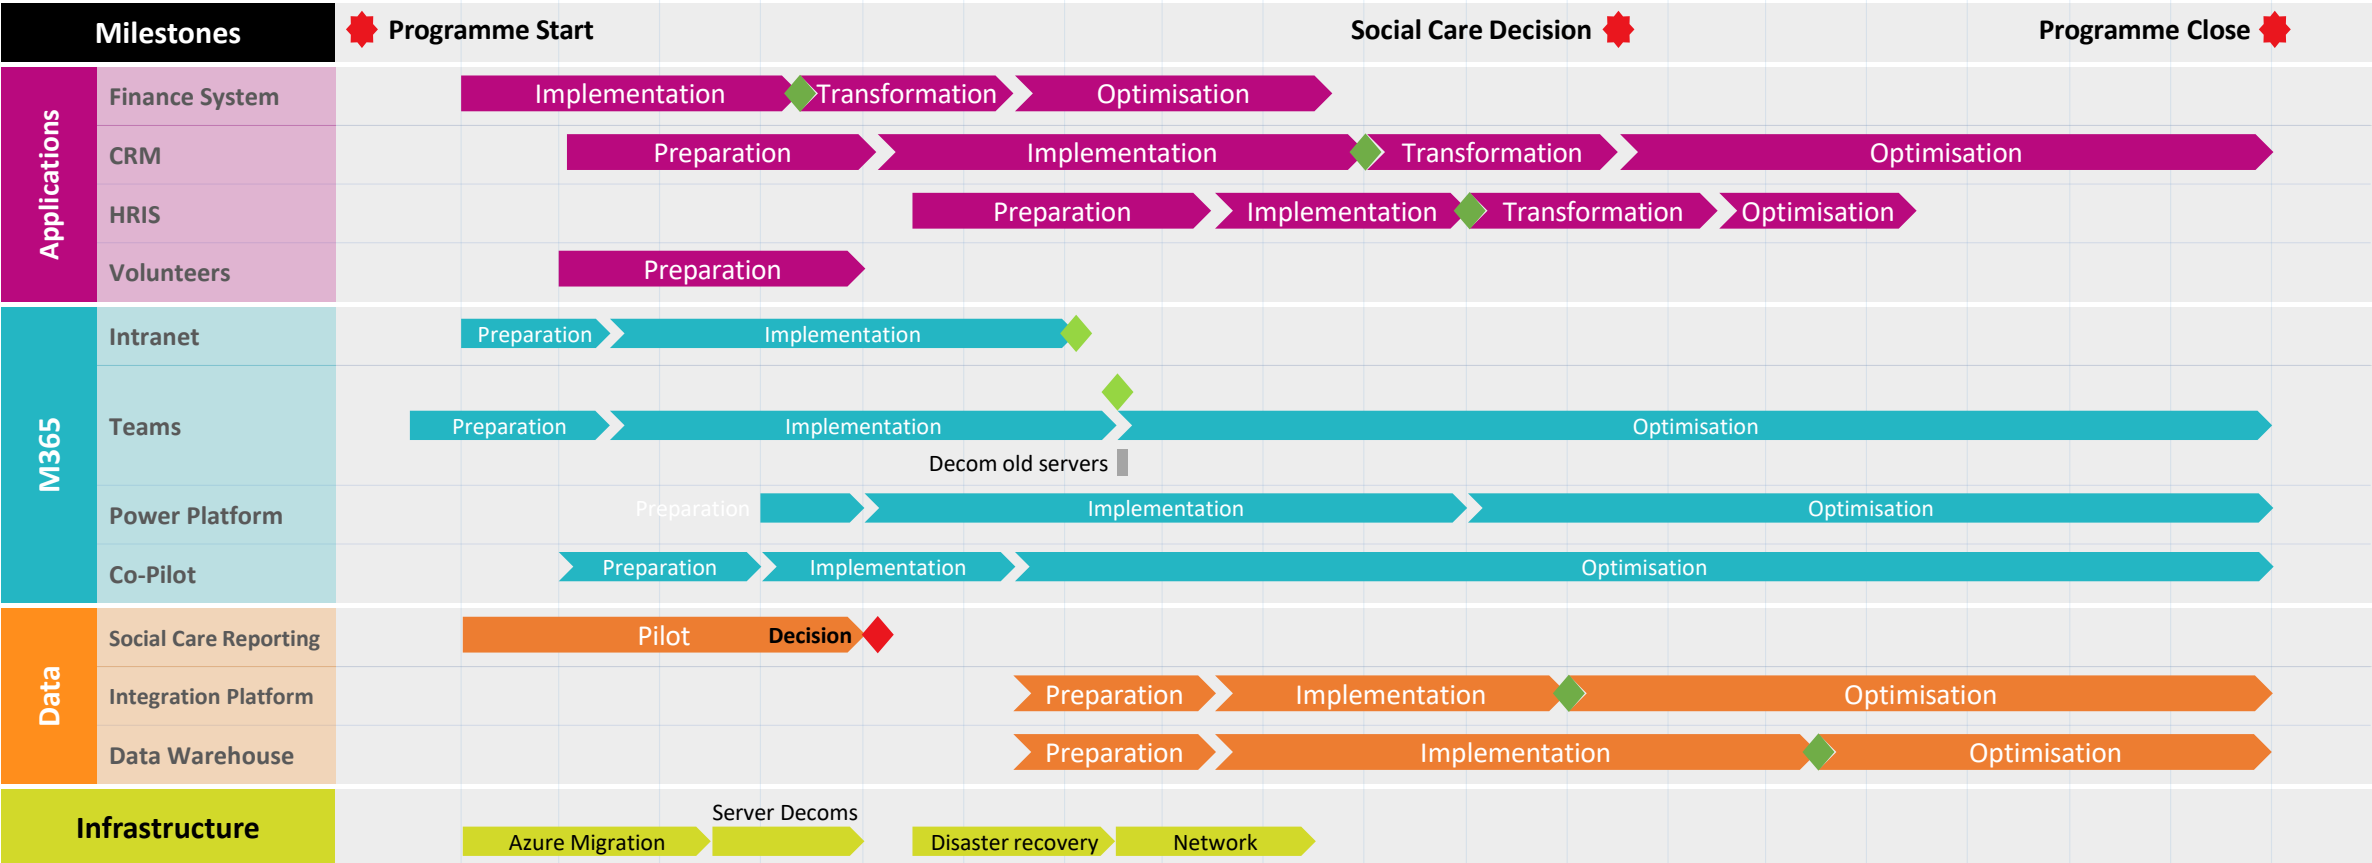 Milestones
Programme Start
Social Care Decision
Programme Close
Applications
Finance System
Implementation
Transformation
Optimisation
CRM
Preparation
Implementation
Transformation
Optimisation
HRIS
Preparation
Implementation
Transformation
Optimisation
Volunteers
Preparation
M365
Intranet
Preparation
Implementation
Teams
Preparation
Implementation
Optimisation
Decom old servers
Power Platform
Preparation
Implementation
Optimisation
Co-Pilot
Preparation
Implementation
Optimisation
Data
Social Care Reporting
Pilot
Decision
Integration Platform
Preparation
Implementation
Optimisation
Data Warehouse
Preparation
Implementation
Optimisation
Infrastructure
Azure Migration
Server Decoms
Disaster recovery
Network